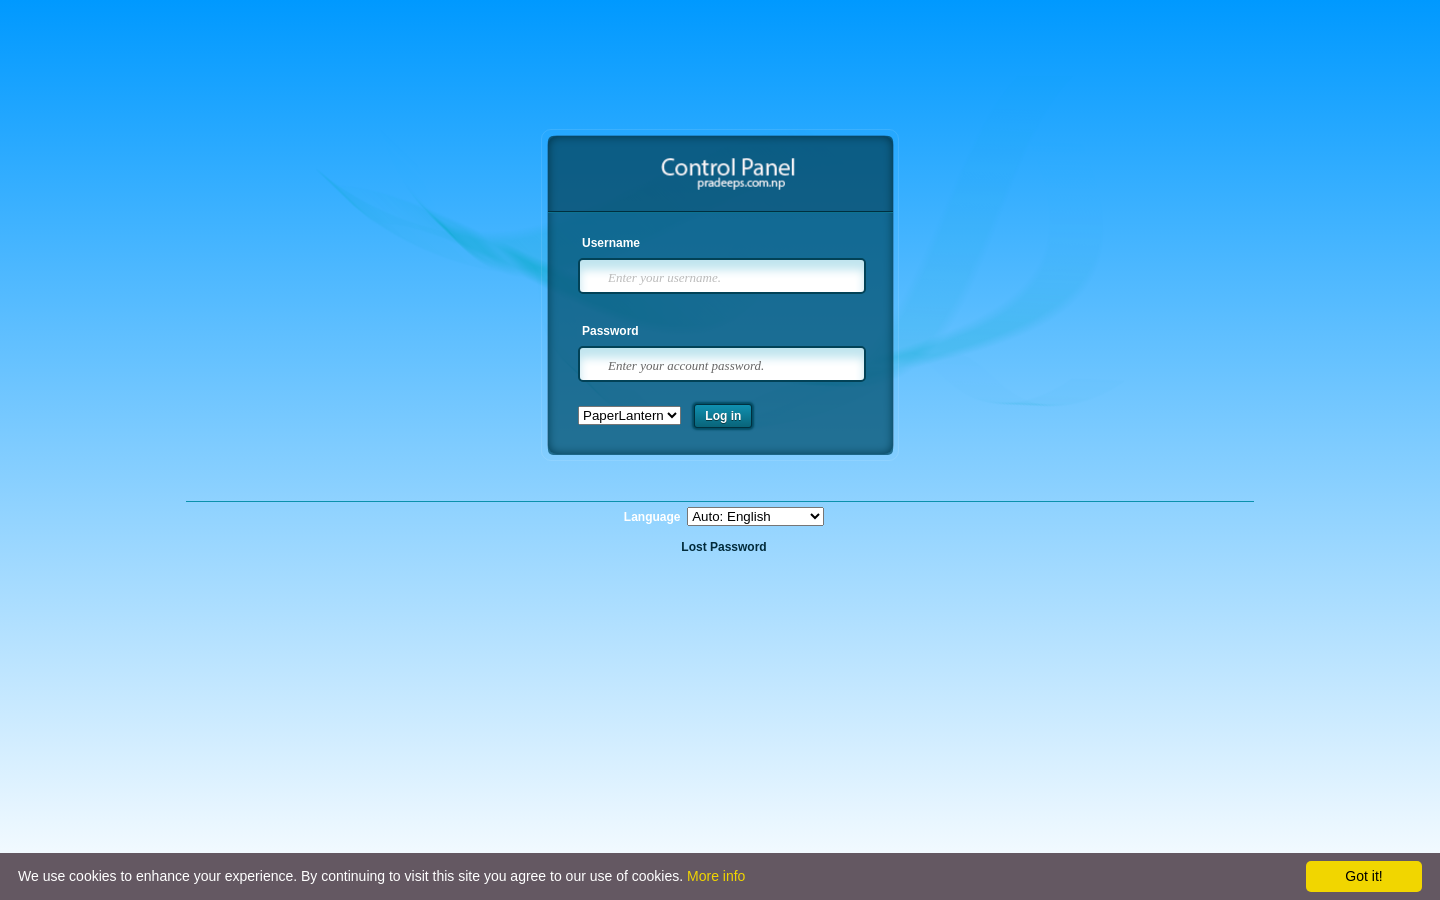 Control Panel
pradeeps.com.np
Username
Enter your username.
Password
Enter your account password.
PaperLantern Log in
Language Auto: English
Lost Password
We use cookies to enhance your experience. By continuing to visit this site you agree to our use of cookies. More info Got it!